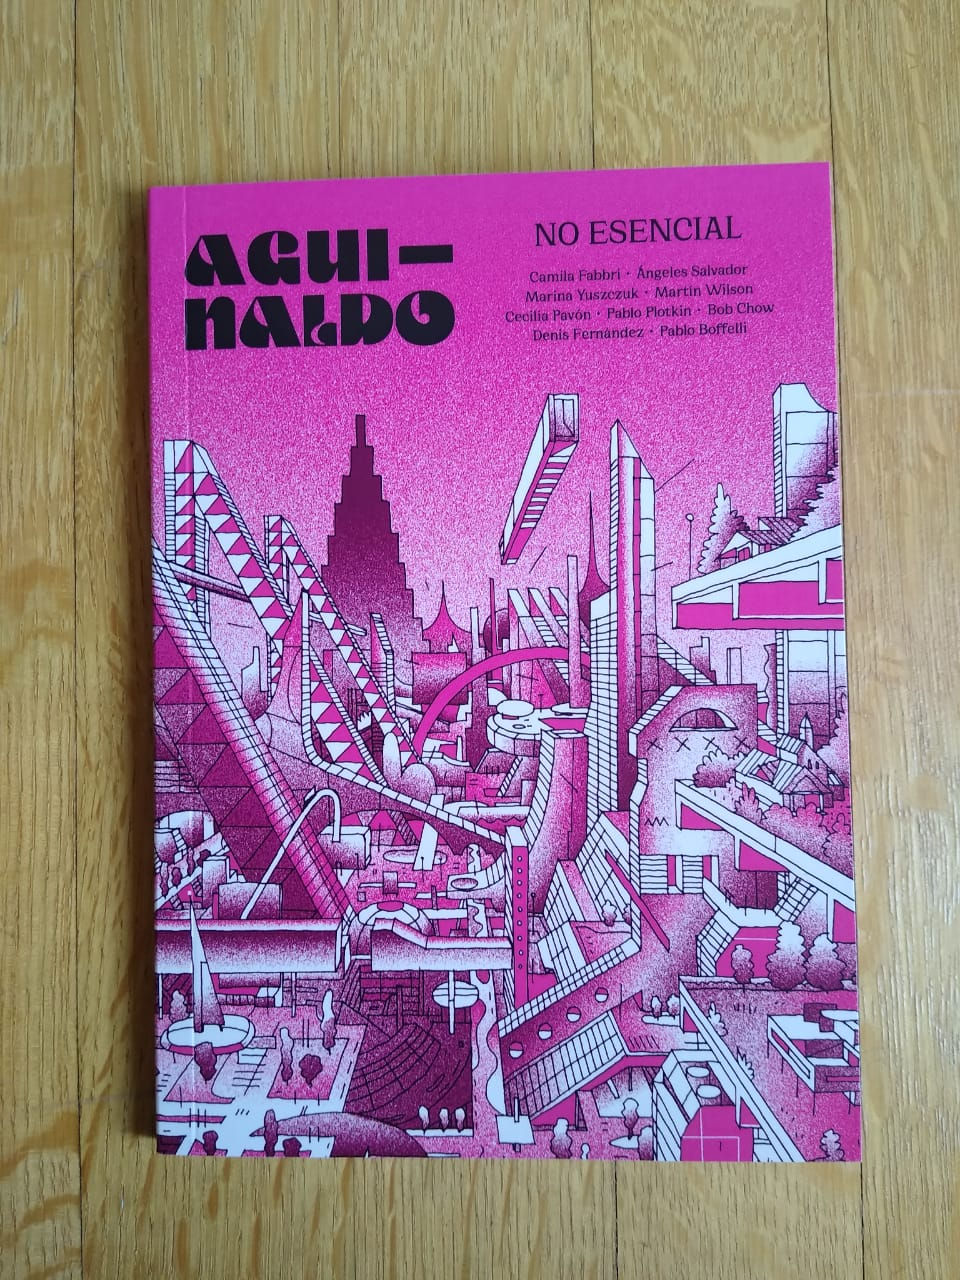 AGUI-
NALDO
NO ESENCIAL
Camila Fabbri · Ángeles Salvador
Marina Yuszczuk · Martín Wilson
Cecilia Pavón · Pablo Plotkin · Bob Chow
Denis Fernández · Pablo Boffelli